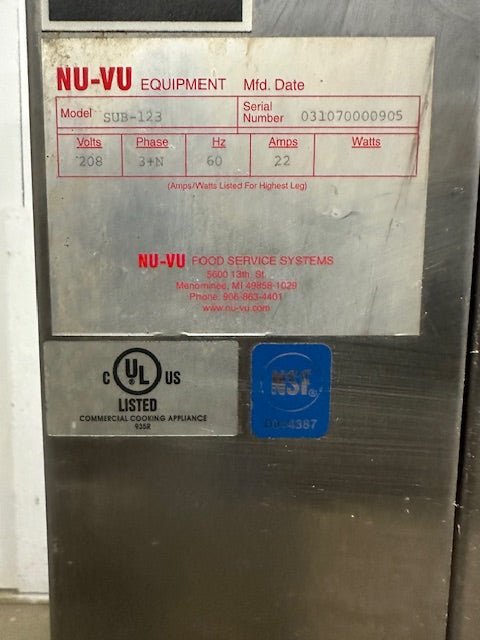 NU-VU EQUIPMENT Mfd. Date
Model SUB-123 Serial Number 031070000905
Volts Phase Hz Amps Watts
208 3+N 60 22
(Amps/Watts Listed For Highest Leg)
NU-VU FOOD SERVICE SYSTEMS
5600 13th St.
Menominee, MI 49858-1029
Phone: 906-863-4401
www.nu-vu.com
C UL ® US
LISTED
COMMERCIAL COOKING APPLIANCE
935R
NSF®
4387